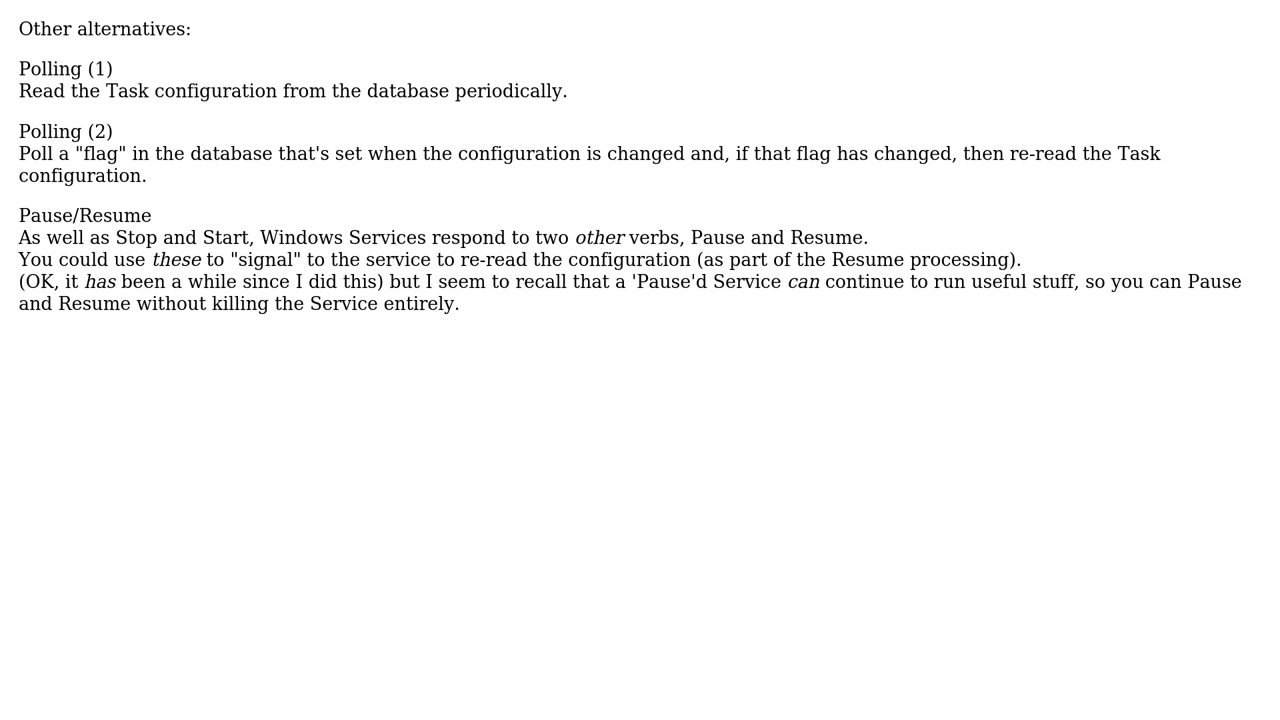 Other alternatives:
Polling (1)
Read the Task configuration from the database periodically.
Polling (2)
Poll a "flag" in the database that's set when the configuration is changed and, if that flag has changed, then re-read the Task
configuration.
Pause/Resume
As well as Stop and Start, Windows Services respond to two other verbs, Pause and Resume.
You could use these to "signal" to the service to re-read the configuration (as part of the Resume processing).
(OK, it has been a while since I did this) but I seem to recall that a 'Pause'd Service can continue to run useful stuff, so you can Pause
and Resume without killing the Service entirely.